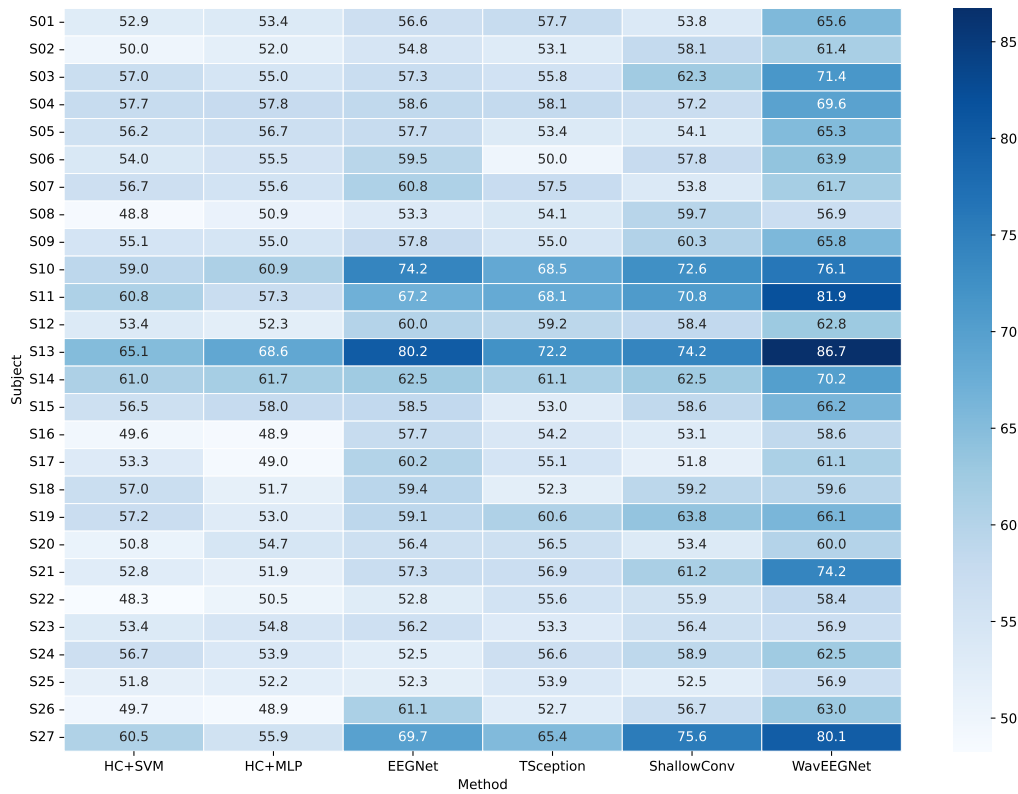 S01 52.9 53.4 56.6 57.7 53.8 65.6
S02 50.0 52.0 54.8 53.1 58.1 61.4
S03 57.0 55.0 57.3 55.8 62.3 71.4
S04 57.7 57.8 58.6 58.1 57.2 69.6
S05 56.2 56.7 57.7 53.4 54.1 65.3
S06 54.0 55.5 59.5 50.0 57.8 63.9
S07 56.7 55.6 60.8 57.5 53.8 61.7
S08 48.8 50.9 53.3 54.1 59.7 56.9
S09 55.1 55.0 57.8 55.0 60.3 65.8
S10 59.0 60.9 74.2 68.5 72.6 76.1
S11 60.8 57.3 67.2 68.1 70.8 81.9
S12 53.4 52.3 60.0 59.2 58.4 62.8
S13 65.1 68.6 80.2 72.2 74.2 86.7
S14 61.0 61.7 62.5 61.1 62.5 70.2
S15 56.5 58.0 58.5 53.0 58.6 66.2
S16 49.6 48.9 57.7 54.2 53.1 58.6
S17 53.3 49.0 60.2 55.1 51.8 61.1
S18 57.0 51.7 59.4 52.3 59.2 59.6
S19 57.2 53.0 59.1 60.6 63.8 66.1
S20 50.8 54.7 56.4 56.5 53.4 60.0
S21 52.8 51.9 57.3 56.9 61.2 74.2
S22 48.3 50.5 52.8 55.6 55.9 58.4
S23 53.4 54.8 56.2 53.3 56.4 56.9
S24 56.7 53.9 52.5 56.6 58.9 62.5
S25 51.8 52.2 52.3 53.9 52.5 56.9
S26 49.7 48.9 61.1 52.7 56.7 63.0
S27 60.5 55.9 69.7 65.4 75.6 80.1
HC+SVM HC+MLP EEGNet TSception ShallowConv WavEEGNet
Method
Subject
85
80
75
70
65
60
55
50